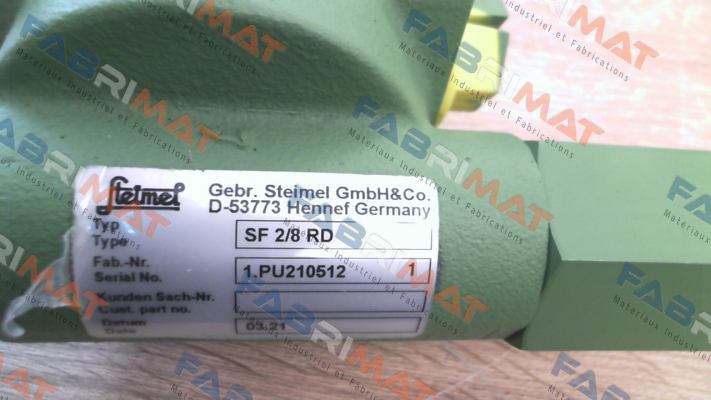 Steimel
Gebr. Steimel GmbH&Co.
D-53773 Hennef Germany
Typ
Type
SF 2/8 RD
Fab.-Nr.
Serial No.
1.PU210512 1
Kunden Sach-Nr.
Cust. part no.
Datum
Date
03.21
FABRIMAT
Materiaux Industriel et Fabrications